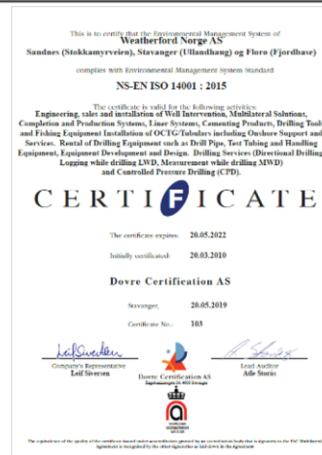 This is to certify that the Environmental Management System of
Weatherford Norge AS
Sandnes (Stokkamyrveien), Stavanger (Ullandhaug) og Florø (Fjordbase)
complies with Environmental Management System Standard
NS-EN ISO 14001 : 2015
The certificate is valid for the following activities:
Engineering, sales and installation of Well Intervention, Multilateral Solutions,
Completion and Production Systems, Liner Systems, Cementing Products, Drilling Tools
and Fishing Equipment Installation of OCTG/Tubulars including Onshore Support and
Services. Rental of Drilling Equipment such as Drill Pipe, Test Tubing and Handling
Equipment, Equipment Development and Design. Drilling Services (Directional Drilling
Logging while drilling LWD, Measurement while drilling MWD)
and Controlled Pressure Drilling (CPD).
CERTIFICATE
The certificate expires: 20.05.2022
Initially certificated: 20.03.2010
Dovre Certification AS
Stavanger, 20.05.2019
Certificate No.: 103
Leif Siversen
Company's Representative
Leif Siversen
Lead Auditor
Atle Storås
Dovre Certification AS